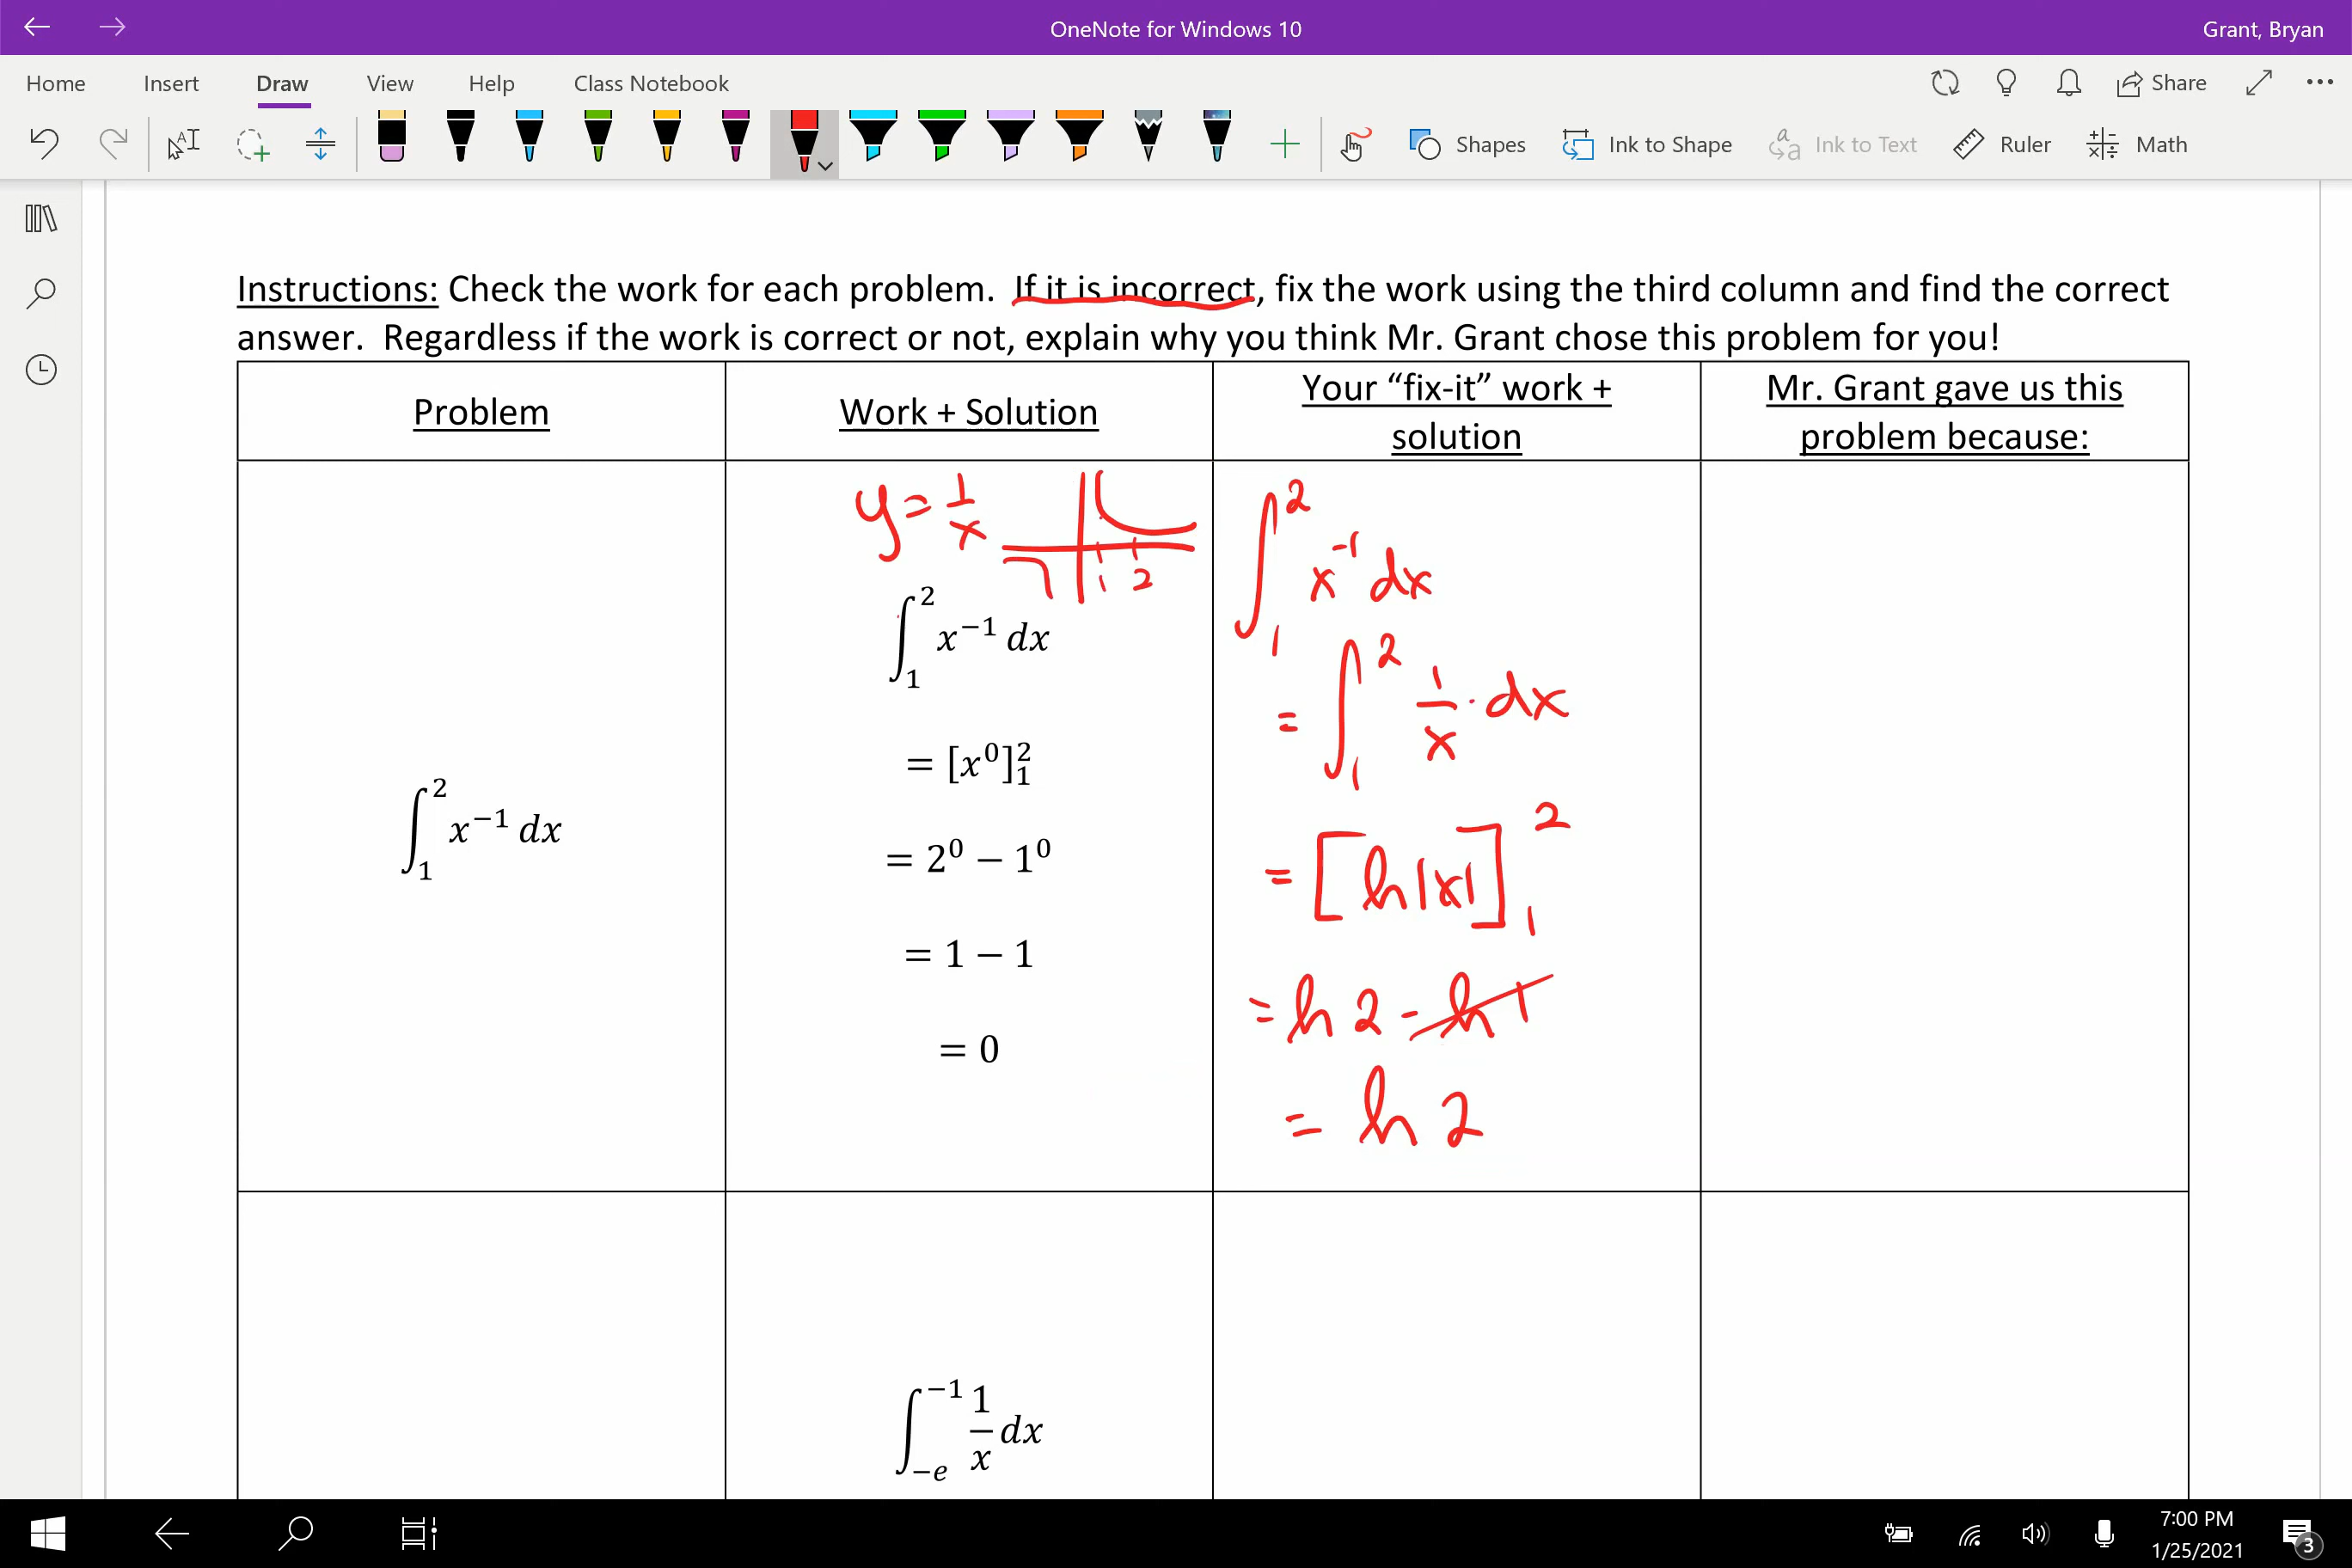 OneNote for Windows 10
Grant, Bryan
Home Insert Draw View Help Class Notebook Share
Shapes Ink to Shape Ink to Text Ruler Math
Instructions: Check the work for each problem. If it is incorrect, fix the work using the third column and find the correct
answer. Regardless if the work is correct or not, explain why you think Mr. Grant chose this problem for you!
Problem
Work + Solution
Your “fix-it” work +
solution
Mr. Grant gave us this
problem because:
∫₁² x⁻¹ dx
y = 1/x
1 2
∫₁² x⁻¹ dx
= [x⁰]₁²
= 2⁰ − 1⁰
= 1 − 1
= 0
∫₁² x⁻¹ dx
= ∫₁² 1/x · dx
= [ln|x|]₁²
= ln 2 - ln 1
= ln 2
∫₋ₑ⁻¹ 1/x dx
7:00 PM
1/25/2021
3